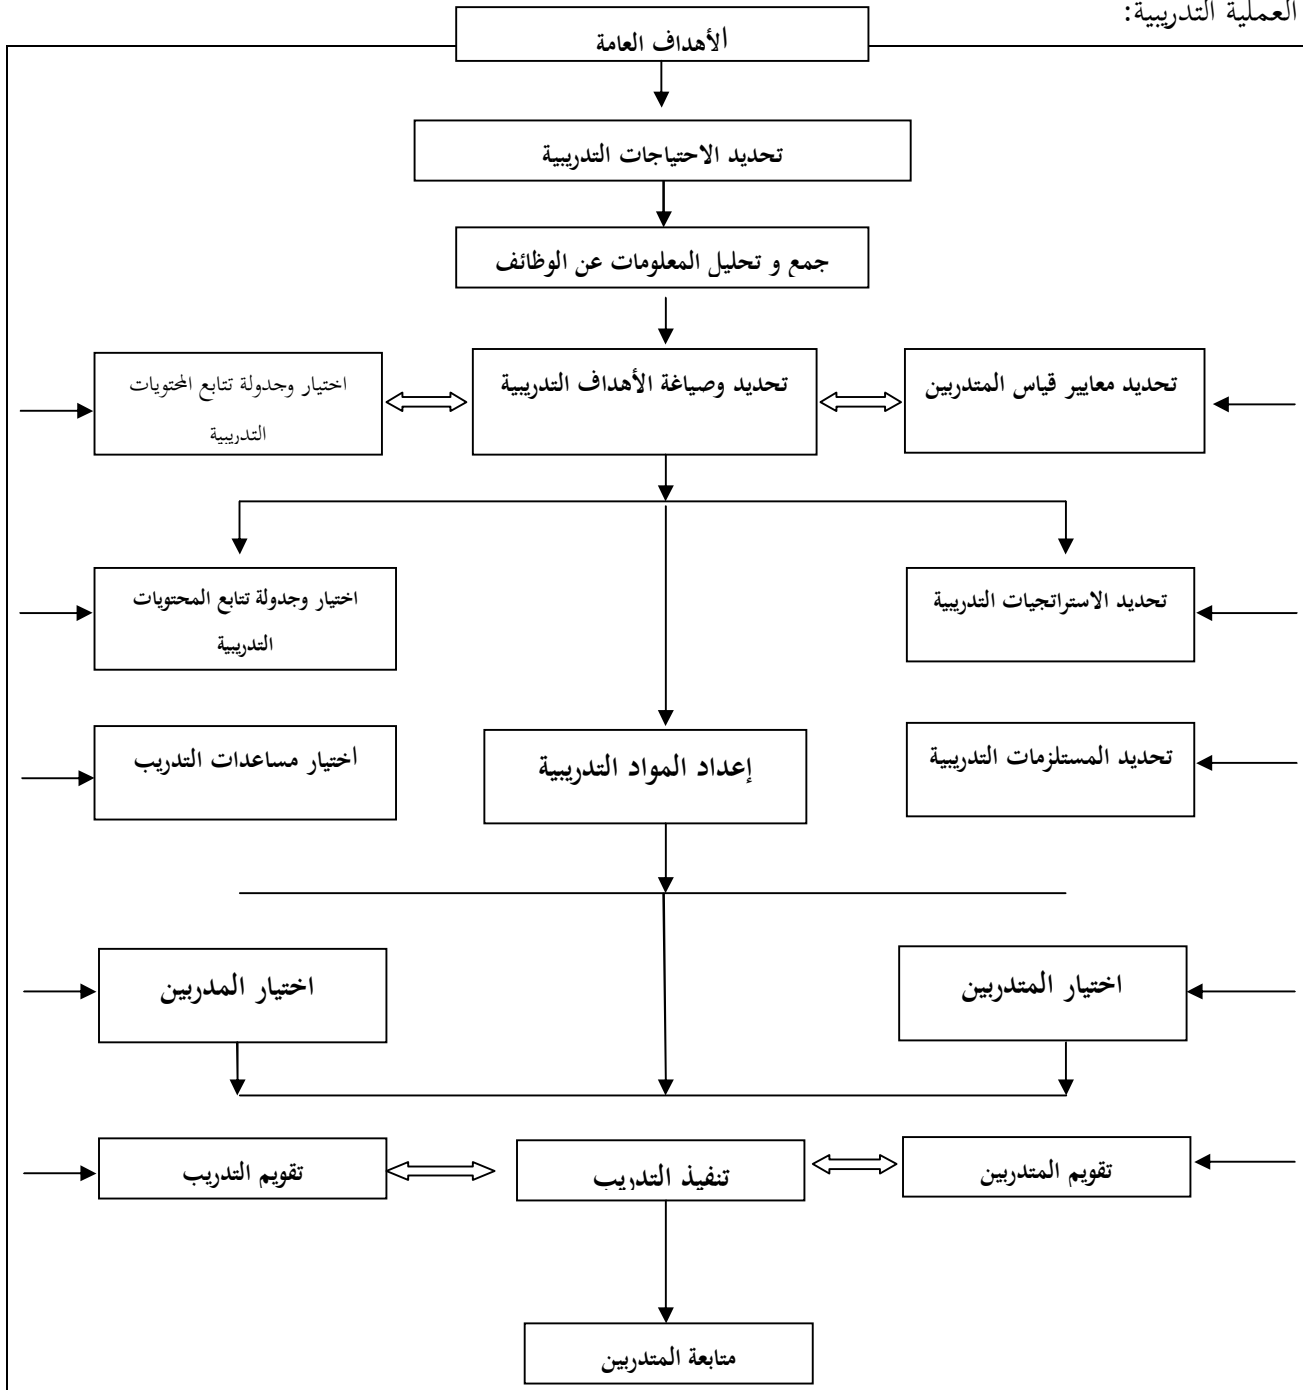 العملية التدريبية:
الأهداف العامة
تحديد الاحتياجات التدريبية
جمع و تحليل المعلومات عن الوظائف
تحديد معايير قياس المتدربين
تحديد وصياغة الأهداف التدريبية
اختيار وجدولة تتابع المحتويات
التدريبية
تحديد الاستراتجيات التدريبية
اختيار وجدولة تتابع المحتويات
التدريبية
تحديد المستلزمات التدريبية
إعداد المواد التدريبية
اختيار مساعدات التدريب
اختيار المتدربين
اختيار المدربين
تقويم المتدربين
تنفيذ التدريب
تقويم التدريب
متابعة المتدربين